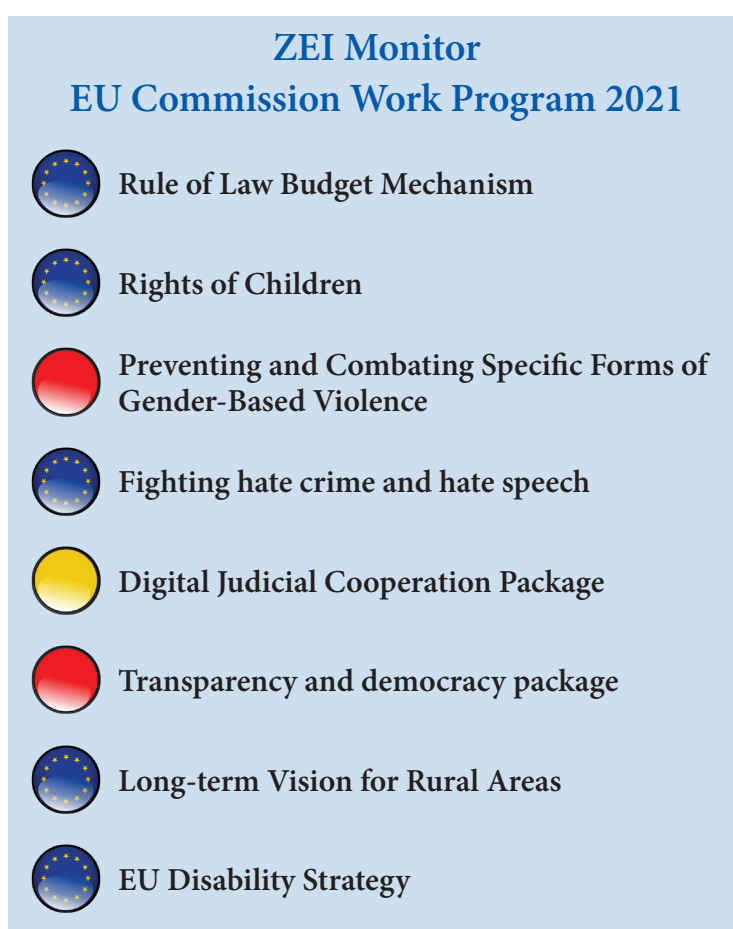 ZEI Monitor
EU Commission Work Program 2021
Rule of Law Budget Mechanism
Rights of Children
Preventing and Combating Specific Forms of
Gender-Based Violence
Fighting hate crime and hate speech
Digital Judicial Cooperation Package
Transparency and democracy package
Long-term Vision for Rural Areas
EU Disability Strategy